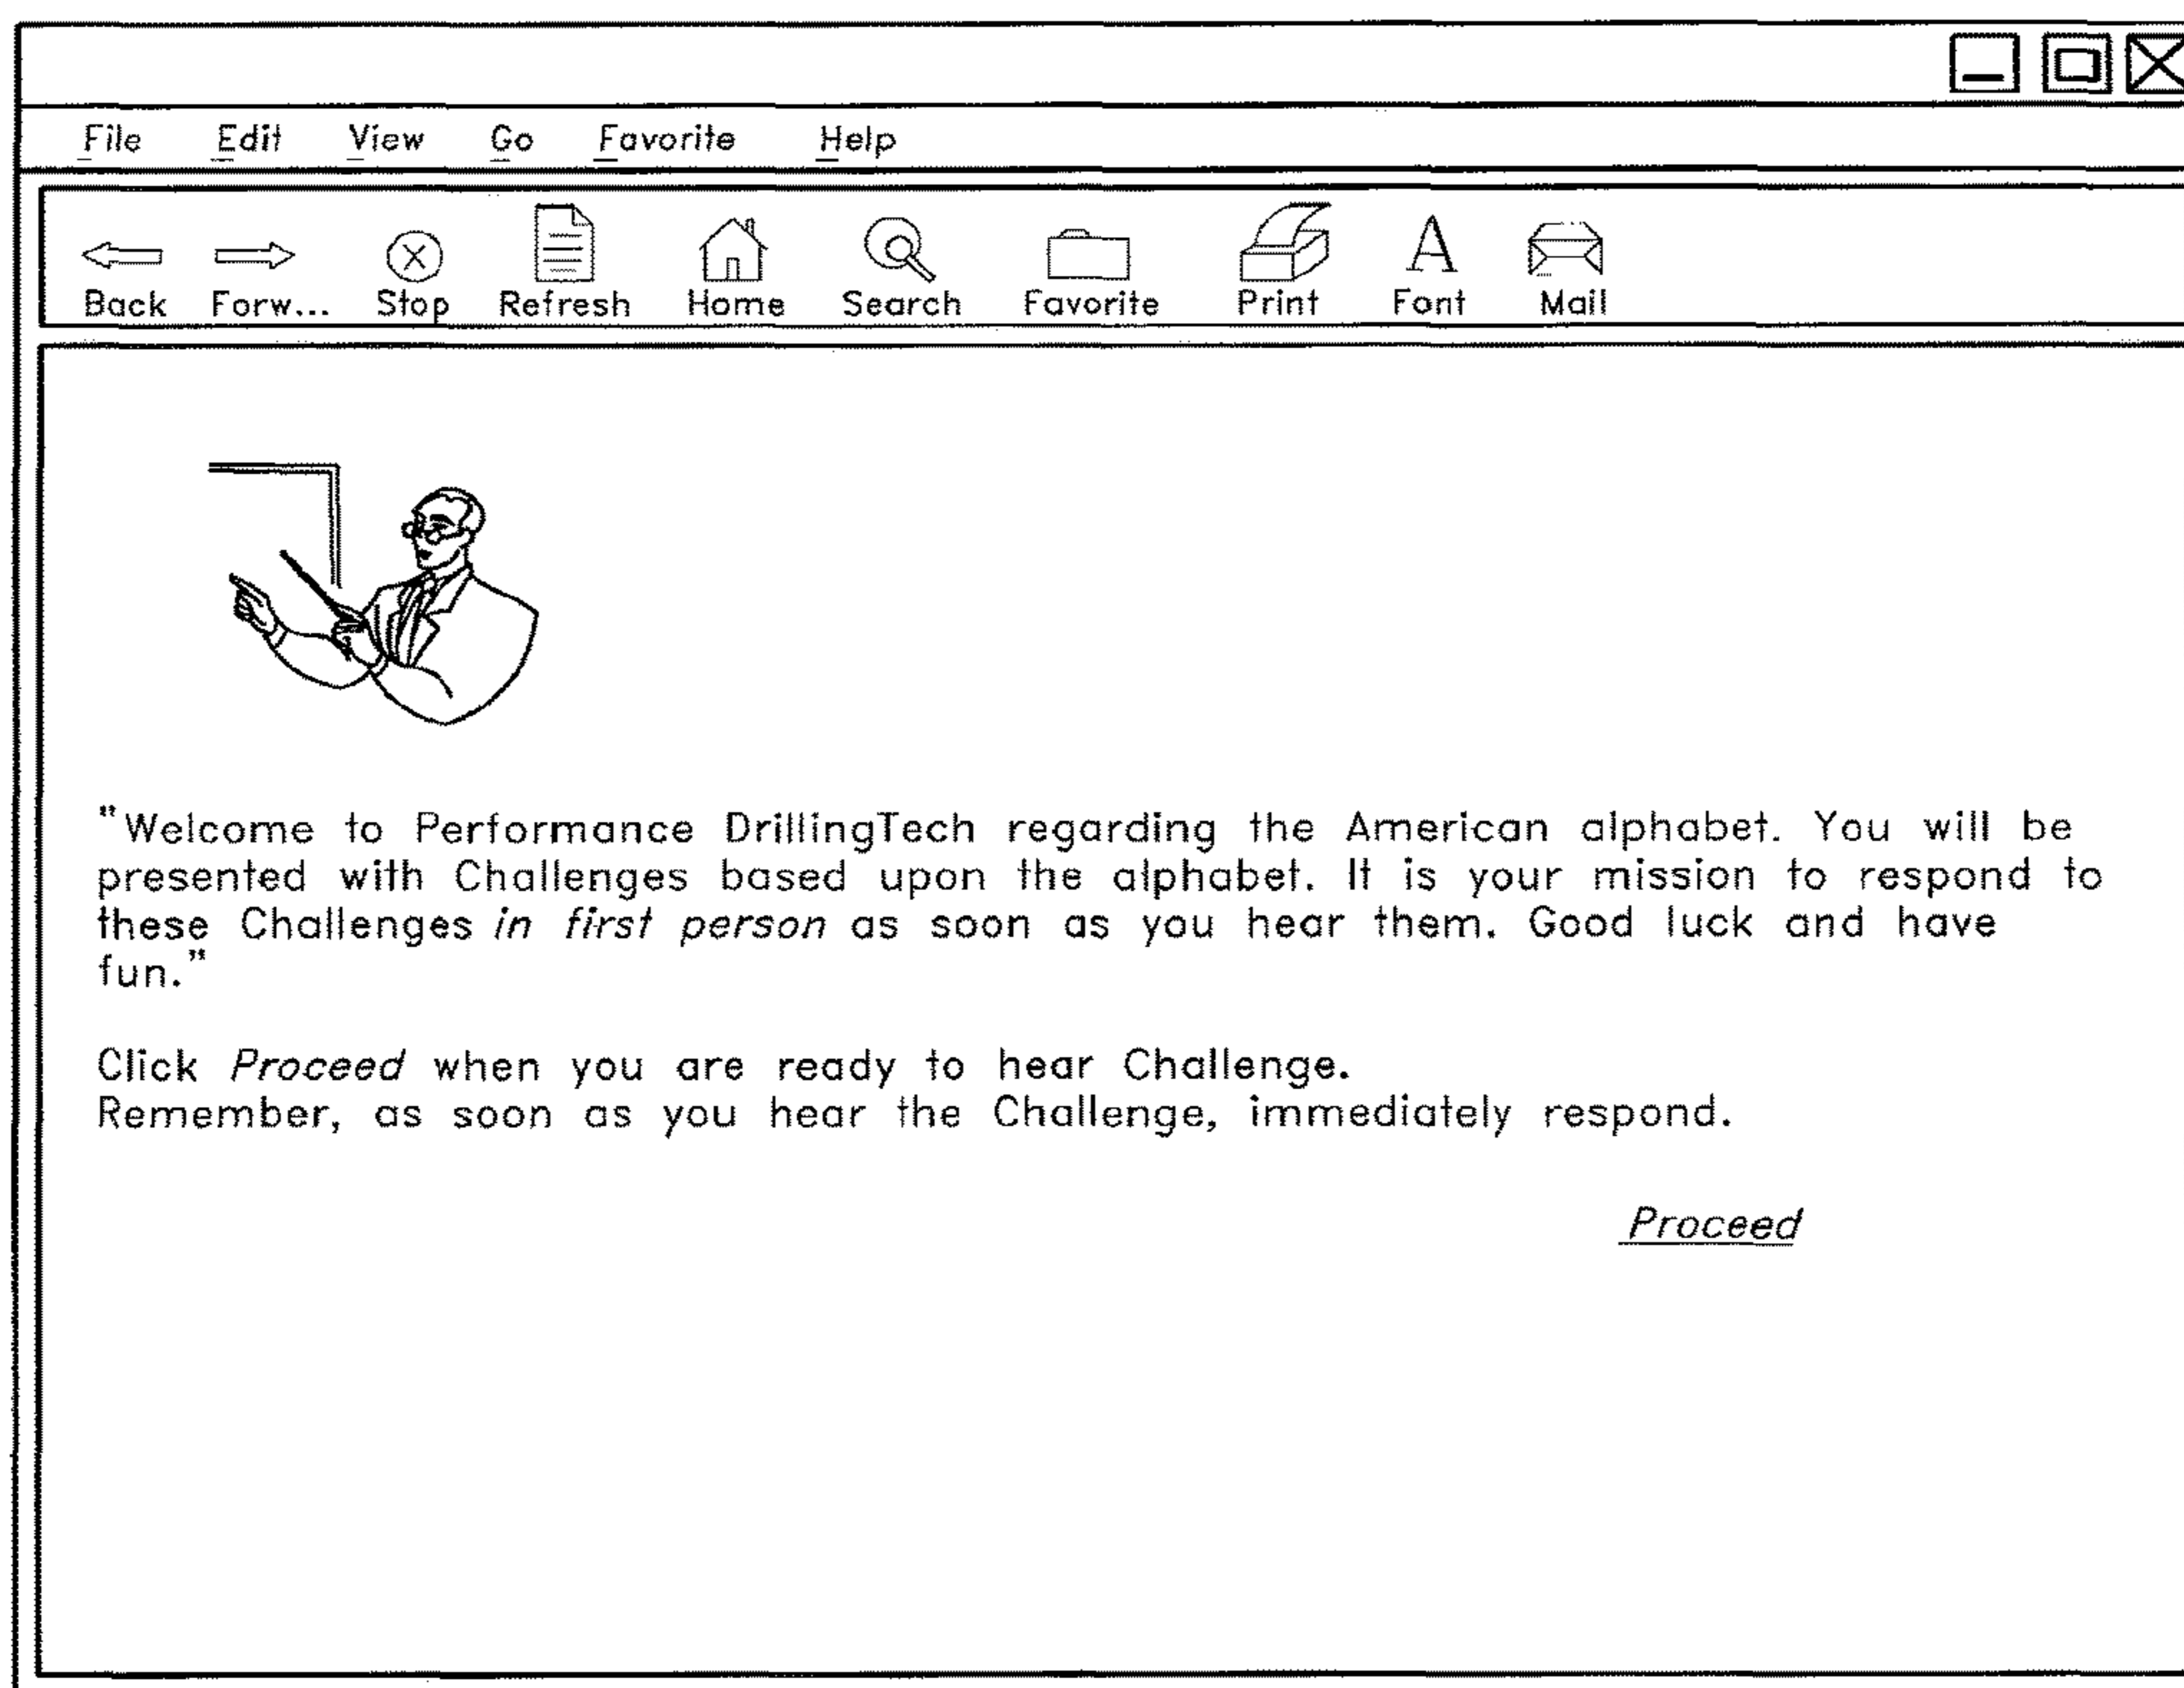 File Edit View Go Favorite Help
Back Forw... Stop Refresh Home Search Favorite Print Font Mail
"Welcome to Performance DrillingTech regarding the American alphabet. You will be
presented with Challenges based upon the alphabet. It is your mission to respond to
these Challenges in first person as soon as you hear them. Good luck and have
fun."
Click Proceed when you are ready to hear Challenge.
Remember, as soon as you hear the Challenge, immediately respond.
Proceed